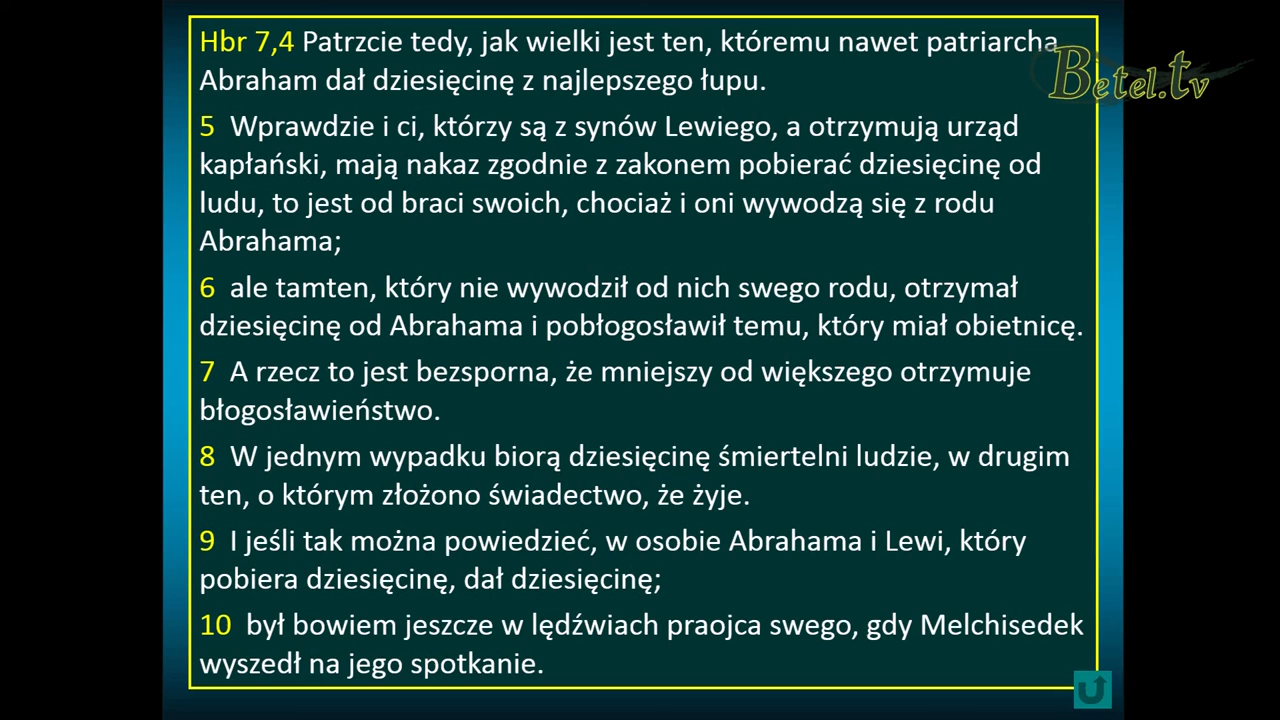 Hbr 7,4 Patrzcie tedy, jak wielki jest ten, któremu nawet patriarcha
Abraham dał dziesięcinę z najlepszego łupu.
5 Wprawdzie i ci, którzy są z synów Lewiego, a otrzymują urząd
kapłański, mają nakaz zgodnie z zakonem pobierać dziesięcinę od
ludu, to jest od braci swoich, chociaż i oni wywodzą się z rodu
Abrahama;
6 ale tamten, który nie wywodził od nich swego rodu, otrzymał
dziesięcinę od Abrahama i pobłogosławił temu, który miał obietnicę.
7 A rzecz to jest bezsporna, że mniejszy od większego otrzymuje
błogosławieństwo.
8 W jednym wypadku biorą dziesięcinę śmiertelni ludzie, w drugim
ten, o którym złożono świadectwo, że żyje.
9 I jeśli tak można powiedzieć, w osobie Abrahama i Lewi, który
pobiera dziesięcinę, dał dziesięcinę;
10 był bowiem jeszcze w lędźwiach praojca swego, gdy Melchisedek
wyszedł na jego spotkanie.
Betel.tv